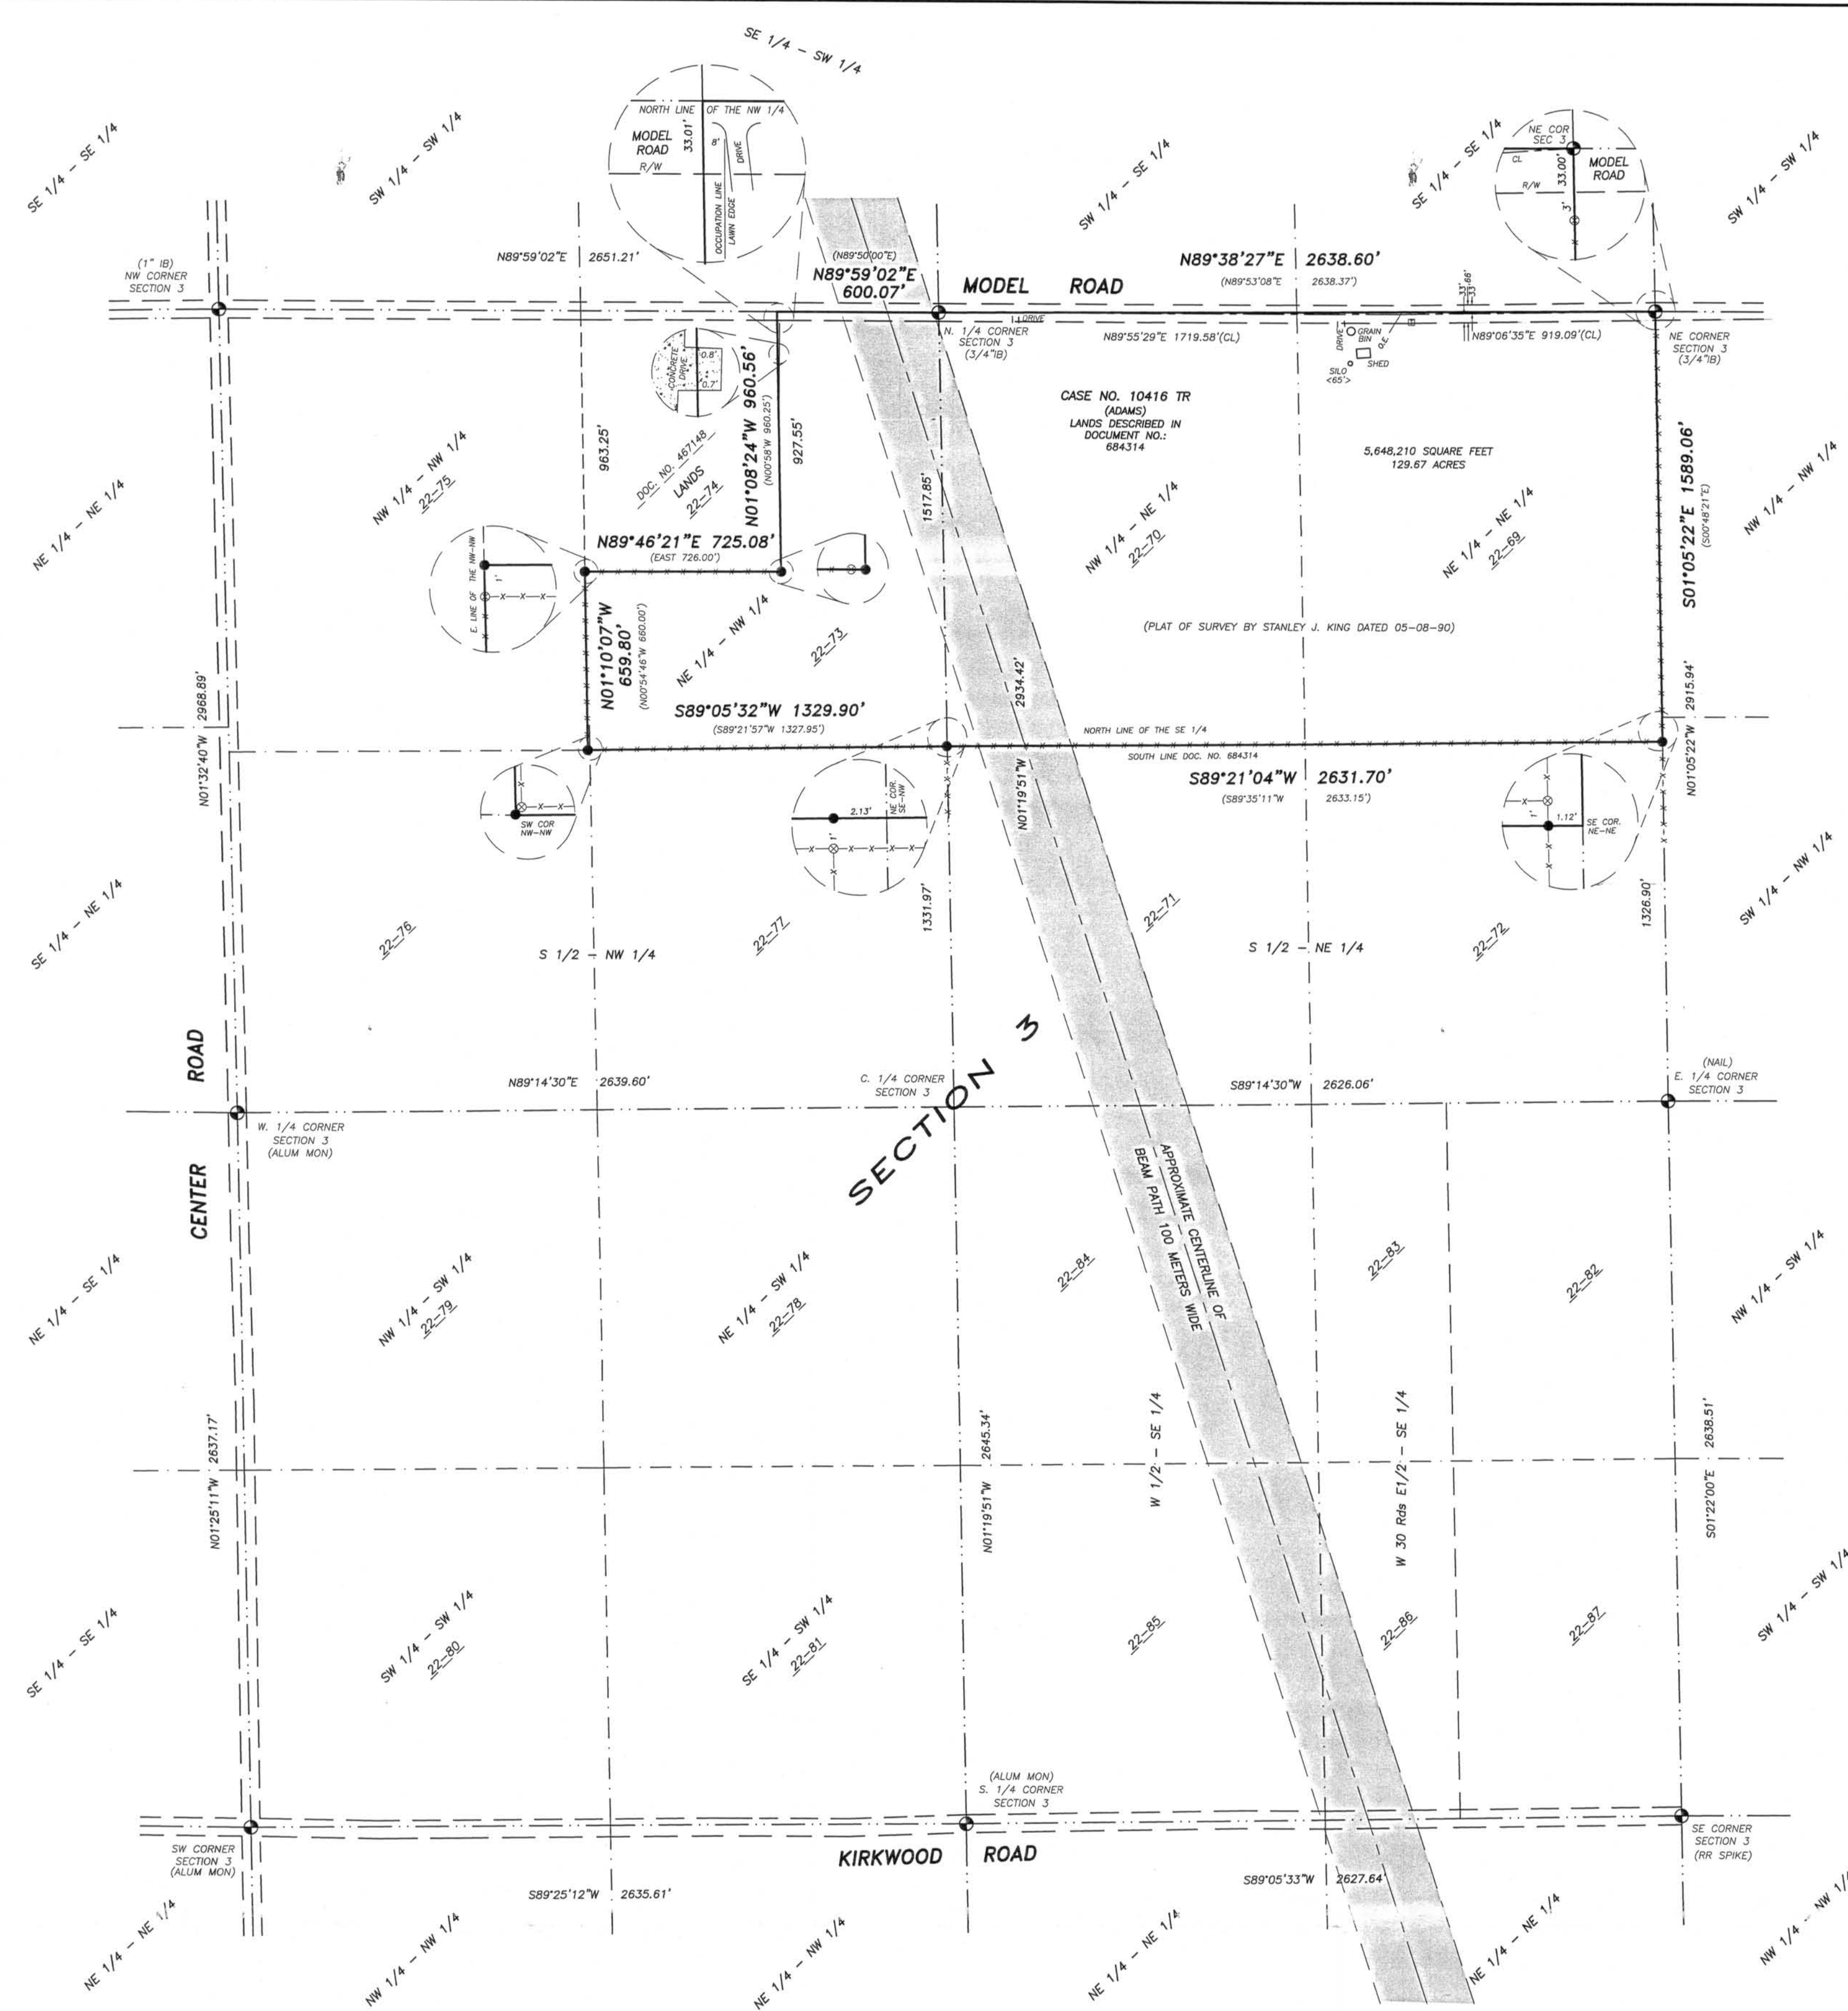 SE 1/4 - SW 1/4
SE 1/4 - SE 1/4
SW 1/4 - SW 1/4
SW 1/4 - SE 1/4
SE 1/4 - SE 1/4
SW 1/4 - SW 1/4
NORTH LINE OF THE NW 1/4
MODEL
ROAD
R/W
33.01'
8'
OCCUPATION LINE
LAWN EDGE
DRIVE
NE COR
SEC 3
CL
R/W
33.00'
MODEL
ROAD
3'
(1" IB)
NW CORNER
SECTION 3
N89°59'02"E 2651.21'
(N89°50'00"E)
N89°59'02"E
600.07'
MODEL ROAD
N89°38'27"E 2638.60'
(N89°53'08"E 2638.37')
33'
33.66'
DRIVE
N. 1/4 CORNER
SECTION 3
(3/4"IB)
N89°55'29"E 1719.58'(CL)
DRIVE
GRAIN
BIN
O.E.
SHED
SILO
<65'>
N89°06'35"E 919.09'(CL)
NE CORNER
SECTION 3
(3/4"IB)
CONCRETE
DRIVE
0.8'
0.7'
963.25'
DOC. NO. 467148
LANDS
22-74
N01°08'24"W 960.56'
(N00°58'W 960.25')
927.55'
1517.85'
CASE NO. 10416 TR
(ADAMS)
LANDS DESCRIBED IN
DOCUMENT NO.:
684314
5,648,210 SQUARE FEET
129.67 ACRES
S01°05'22"E 1589.06'
(S00°48'21"E)
NE 1/4 - NE 1/4
NW 1/4 - NW 1/4
22-75
NW 1/4 - NE 1/4
22-70
NE 1/4 - NE 1/4
22-69
NW 1/4 - NW 1/4
N89°46'21"E 725.08'
(EAST 726.00')
E. LINE OF THE NW-NW
1'
N01°10'07"W
659.80'
(N00°54'46"W 660.00')
NE 1/4 - NW 1/4
22-73
(PLAT OF SURVEY BY STANLEY J. KING DATED 05-08-90)
N01°32'40"W 2968.89'
S89°05'32"W 1329.90'
(S89°21'57"W 1327.95')
N01°19'51"W 2934.42'
NORTH LINE OF THE SE 1/4
SOUTH LINE DOC. NO. 684314
S89°21'04"W 2631.70'
(S89°35'11"W 2633.15')
N01°05'22"W 2915.94'
SW COR
NW-NW
2.13'
1'
NE COR.
SE-NW
1'
1.12'
SE COR.
NE-NE
1331.97'
1326.90'
SE 1/4 - NE 1/4
22-76
S 1/2 - NW 1/4
22-77
22-71
S 1/2 - NE 1/4
22-72
SW 1/4 - NW 1/4
SECTION 3
CENTER ROAD
N89°14'30"E 2639.60'
C. 1/4 CORNER
SECTION 3
S89°14'30"W 2626.06'
(NAIL)
E. 1/4 CORNER
SECTION 3
W. 1/4 CORNER
SECTION 3
(ALUM MON)
APPROXIMATE CENTERLINE OF
BEAM PATH 100 METERS WIDE
NE 1/4 - SE 1/4
NW 1/4 - SW 1/4
22-79
NE 1/4 - SW 1/4
22-78
22-84
22-83
22-82
NW 1/4 - SW 1/4
N01°25'11"W 2637.17'
N01°19'51"W 2645.34'
W 1/2 - SE 1/4
W 30 Rds E1/2 - SE 1/4
S01°22'00"E 2638.51'
SE 1/4 - SE 1/4
SW 1/4 - SW 1/4
22-80
SE 1/4 - SW 1/4
22-81
22-85
22-86
22-87
SW 1/4 - SW 1/4
(ALUM MON)
S. 1/4 CORNER
SECTION 3
SW CORNER
SECTION 3
(ALUM MON)
KIRKWOOD ROAD
SE CORNER
SECTION 3
(RR SPIKE)
S89°25'12"W 2635.61'
S89°05'33"W 2627.64'
NE 1/4 - NE 1/4
NW 1/4 - NW 1/4
NE 1/4 - NW 1/4
NE 1/4 - NE 1/4
NE 1/4 - NE 1/4
NW 1/4 - NW 1/